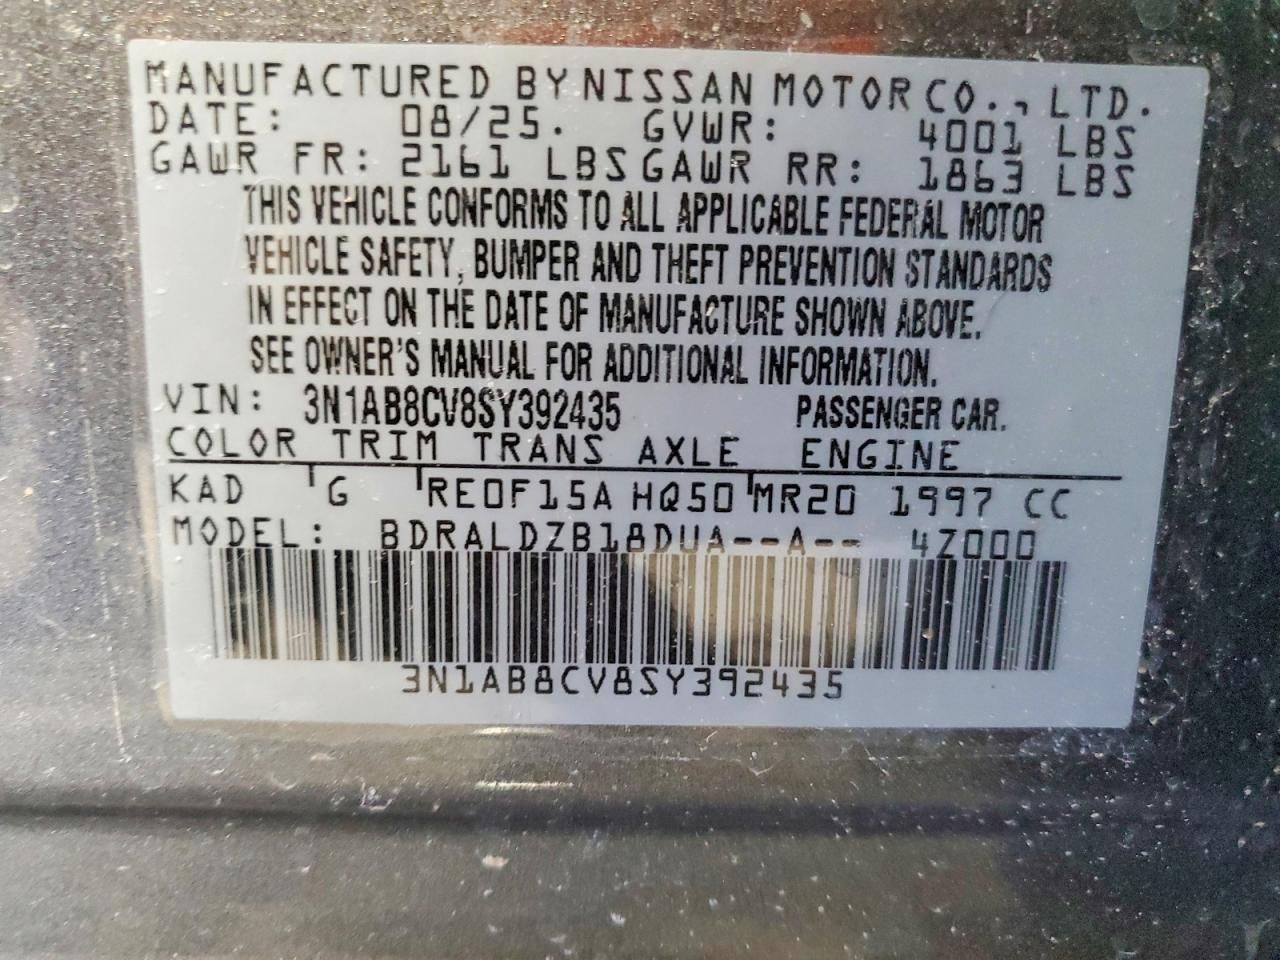 MANUFACTURED BY NISSAN MOTOR CO., LTD.
DATE: 08/25. GVWR: 4001 LBS
GAWR FR: 2161 LBS GAWR RR: 1863 LBS
THIS VEHICLE CONFORMS TO ALL APPLICABLE FEDERAL MOTOR
VEHICLE SAFETY, BUMPER AND THEFT PREVENTION STANDARDS
IN EFFECT ON THE DATE OF MANUFACTURE SHOWN ABOVE.
SEE OWNER'S MANUAL FOR ADDITIONAL INFORMATION.
VIN: 3N1AB8CV8SY392435 PASSENGER CAR.
COLOR TRIM TRANS AXLE ENGINE
KAD G RE0F15A HQ50 MR20 1997 CC
MODEL: BDRALDZB18DUA--A-- 4Z000
3N1AB8CV8SY392435